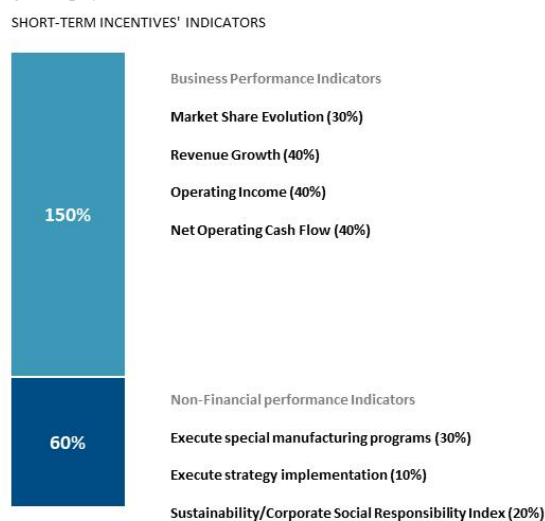 SHORT-TERM INCENTIVES' INDICATORS
150%
Business Performance Indicators
Market Share Evolution (30%)
Revenue Growth (40%)
Operating Income (40%)
Net Operating Cash Flow (40%)
60%
Non-Financial performance Indicators
Execute special manufacturing programs (30%)
Execute strategy implementation (10%)
Sustainability/Corporate Social Responsibility Index (20%)